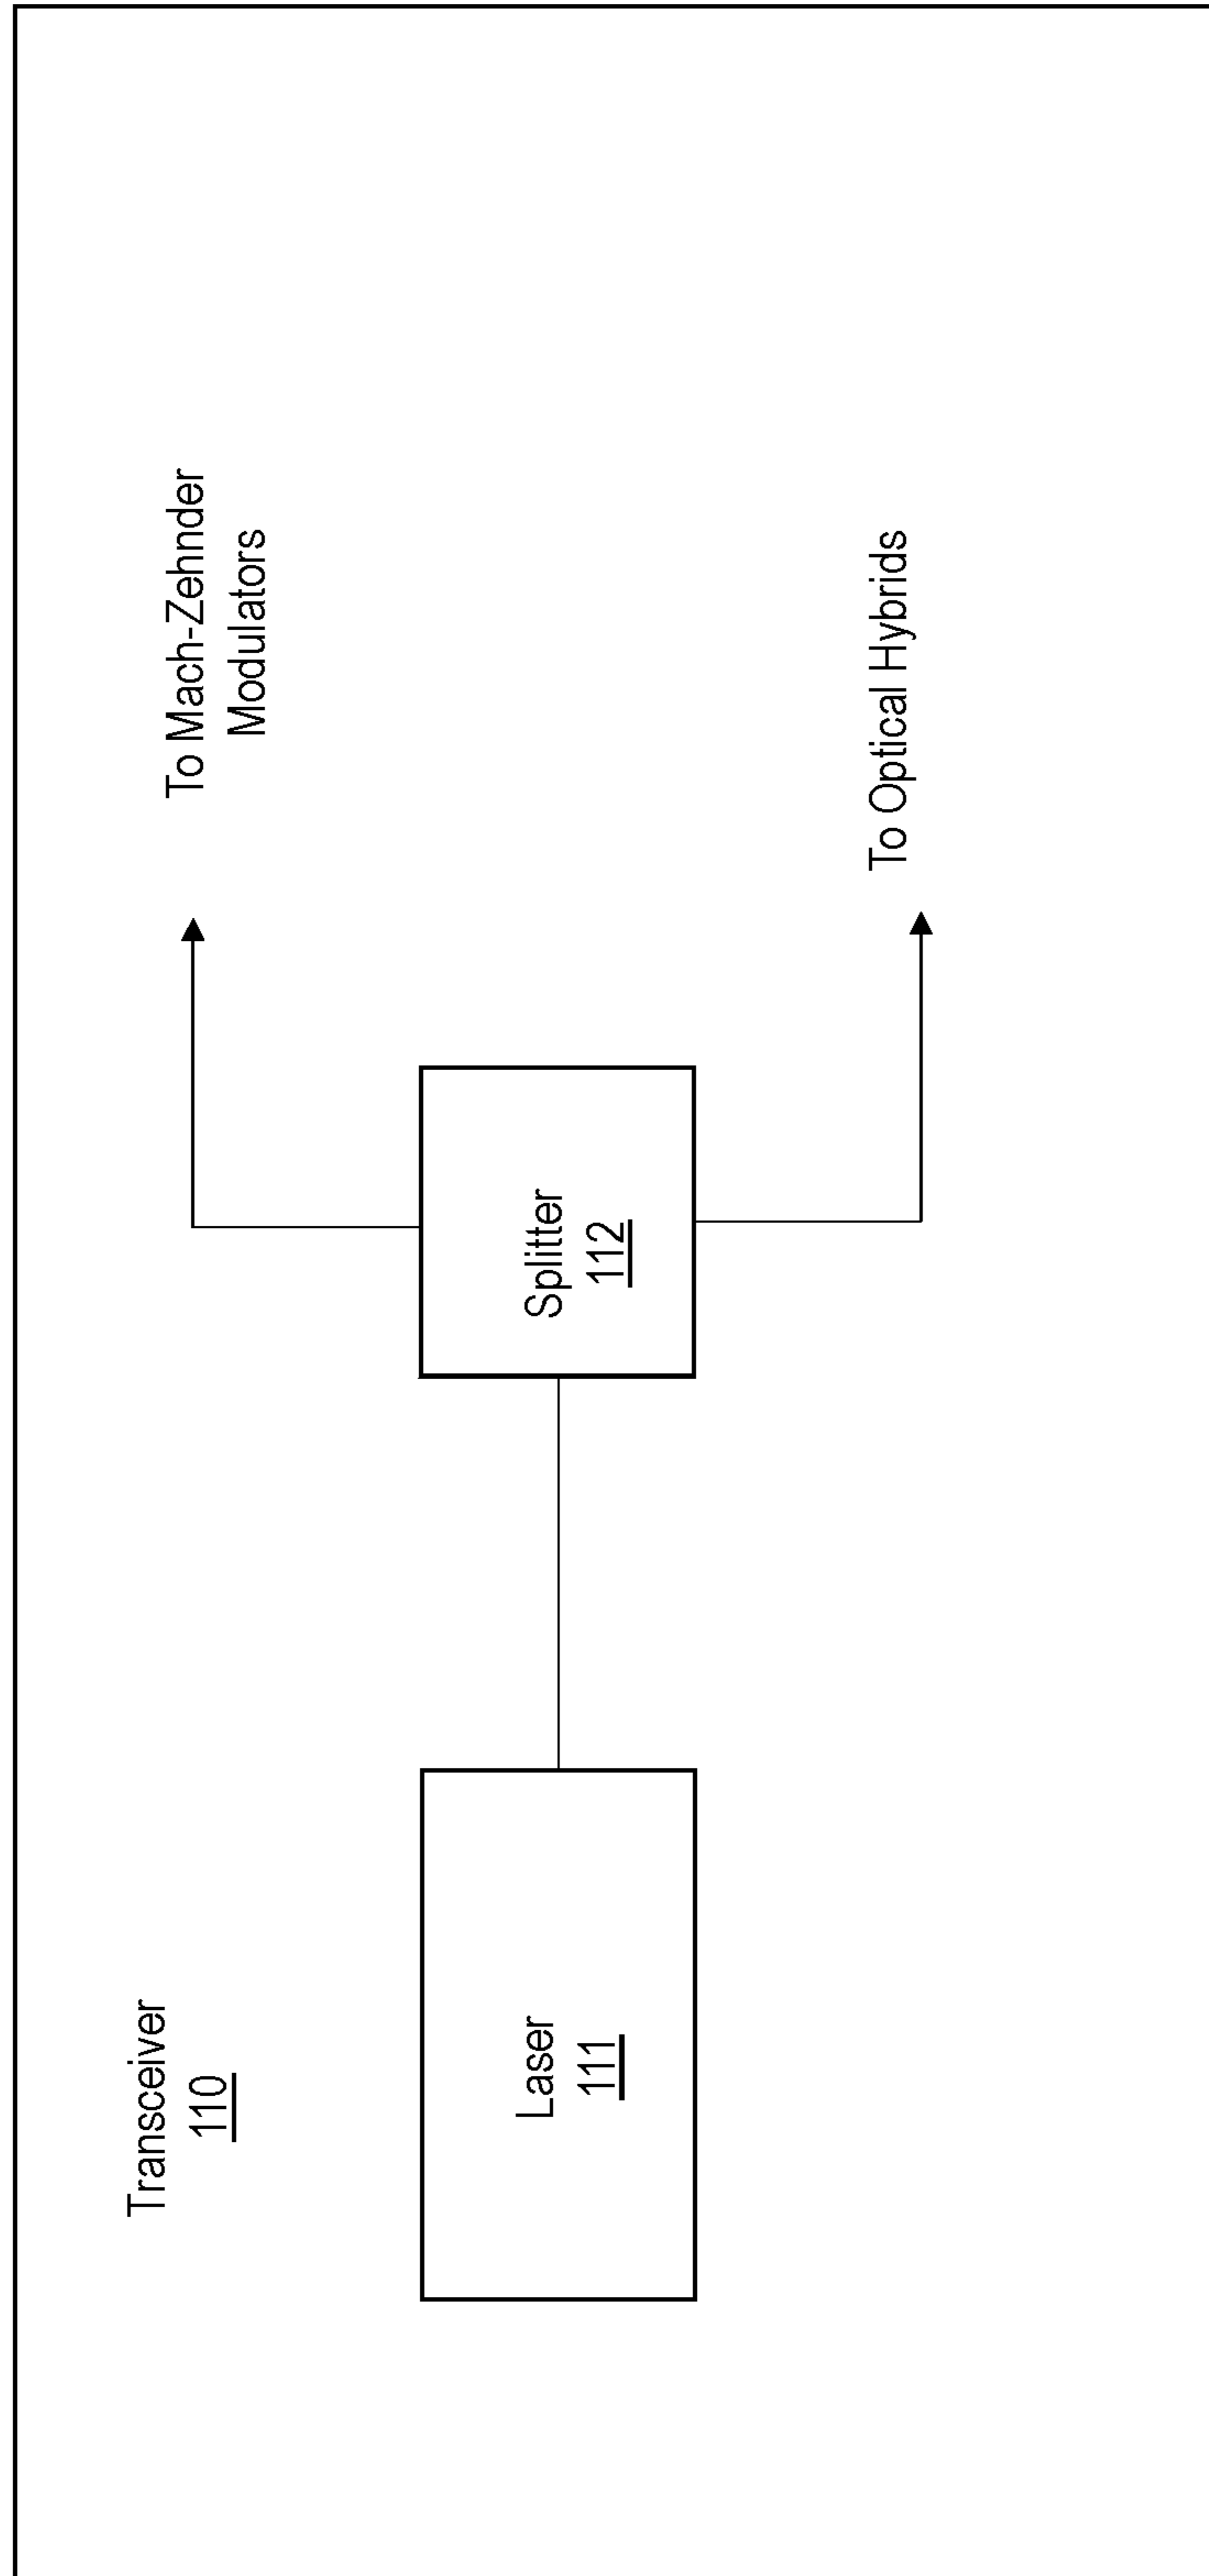 Transceiver
110
Laser
111
Splitter
112
To Mach-Zehnder
Modulators
To Optical Hybrids